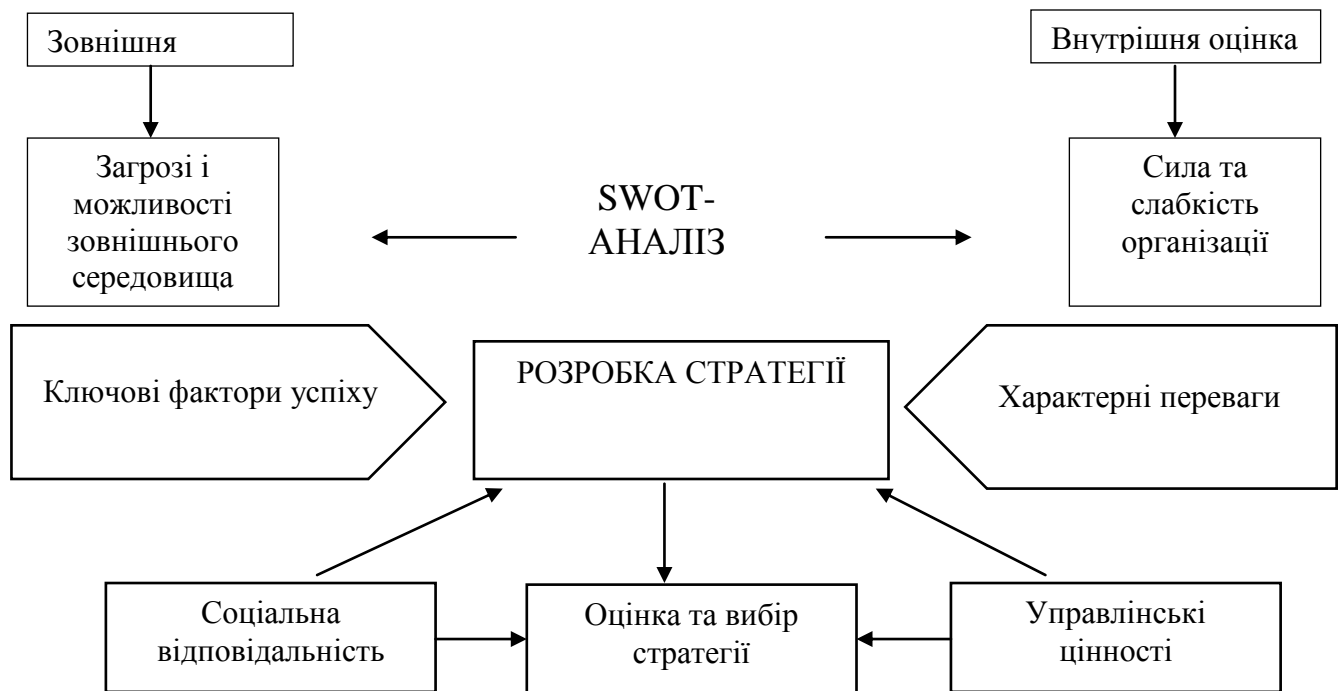 Зовнішня
Внутрішня оцінка
Загрозі і
можливості
зовнішнього
середовища
SWOT-
АНАЛІЗ
Сила та
слабкість
організації
Ключові фактори успіху
РОЗРОБКА СТРАТЕГІЇ
Характерні переваги
Соціальна
відповідальність
Оцінка та вибір
стратегії
Управлінські
цінності